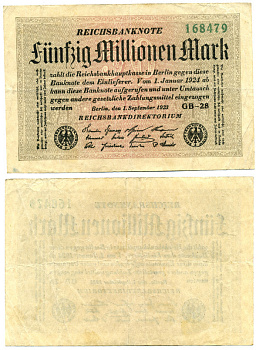 REICHSBANKNOTE
168479
Fünfzig Millionen Mark
zahlt die Reichsbankhauptkasse in Berlin gegen diese
Banknote dem Einlieferer. Vom 1. Januar 1924 ab
kann diese Banknote aufgerufen und unter Umtausch
gegen andere gesetzliche Zahlungsmittel eingezogen
werden
Berlin, den 1. September 1923
GB-28
REICHSBANKDIREKTORIUM